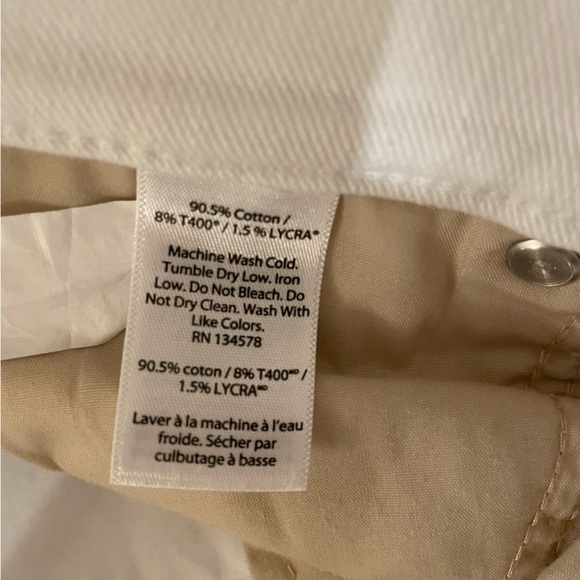 90.5% Cotton /
8% T400® / 1.5 % LYCRA®
Machine Wash Cold.
Tumble Dry Low. Iron
Low. Do Not Bleach. Do
Not Dry Clean. Wash With
Like Colors.
RN 134578
90.5% coton / 8% T400ᴹᴰ /
1.5% LYCRAᴹᴰ
Laver à la machine à l'eau
froide. Sécher par
culbutage à basse